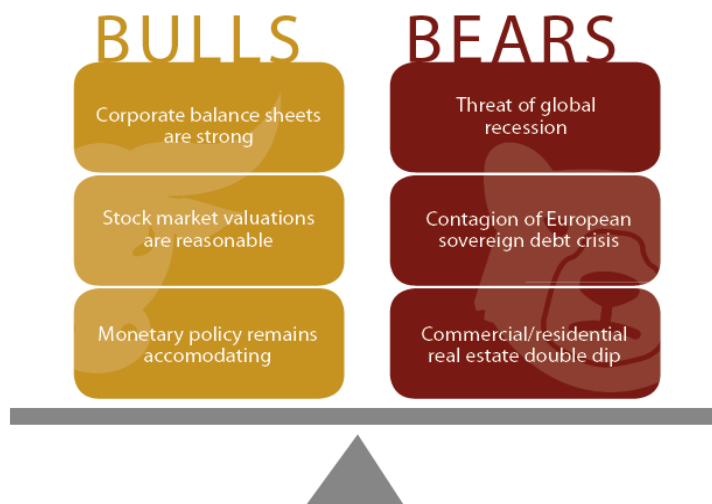 BULLS
Corporate balance sheets
are strong
Stock market valuations
are reasonable
Monetary policy remains
accomodating
BEARS
Threat of global
recession
Contagion of European
sovereign debt crisis
Commercial/residential
real estate double dip